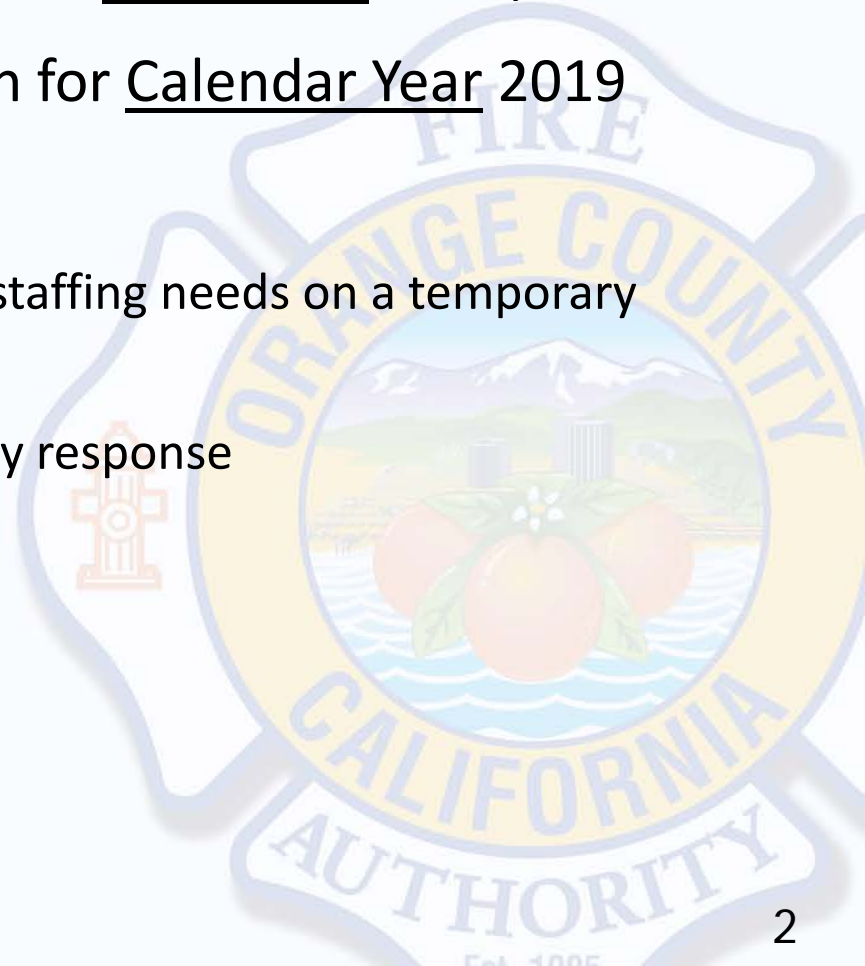 n for Calendar Year 2019
staffing needs on a temporary
y response
FIRE
ORANGE COUNTY
CALIFORNIA
AUTHORITY
2